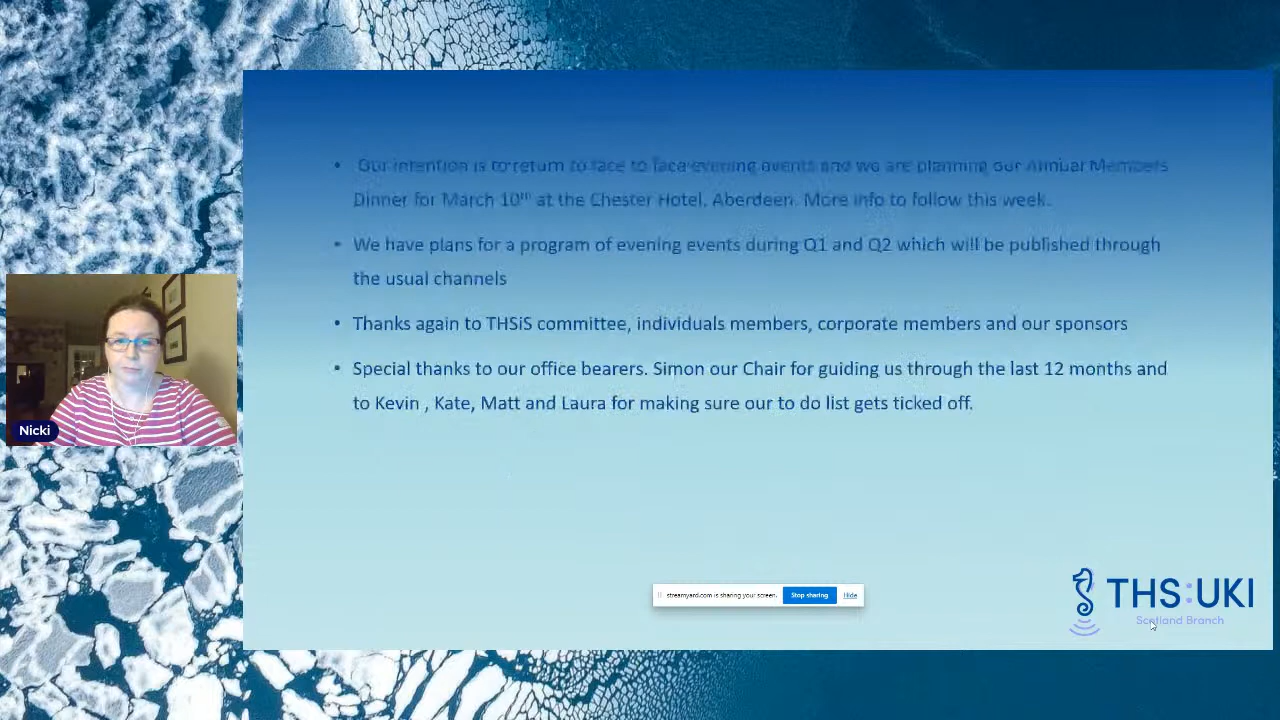 • Our intention is to return to face to face evening events and we are planning our Annual Members
Dinner for March 10th at the Chester Hotel, Aberdeen. More info to follow this week.
• We have plans for a program of evening events during Q1 and Q2 which will be published through
the usual channels
• Thanks again to THSiS committee, individuals members, corporate members and our sponsors
• Special thanks to our office bearers. Simon our Chair for guiding us through the last 12 months and
to Kevin , Kate, Matt and Laura for making sure our to do list gets ticked off.
Nicki
streamyard.com is sharing your screen. Stop sharing Hide
THS:UKI
Scotland Branch